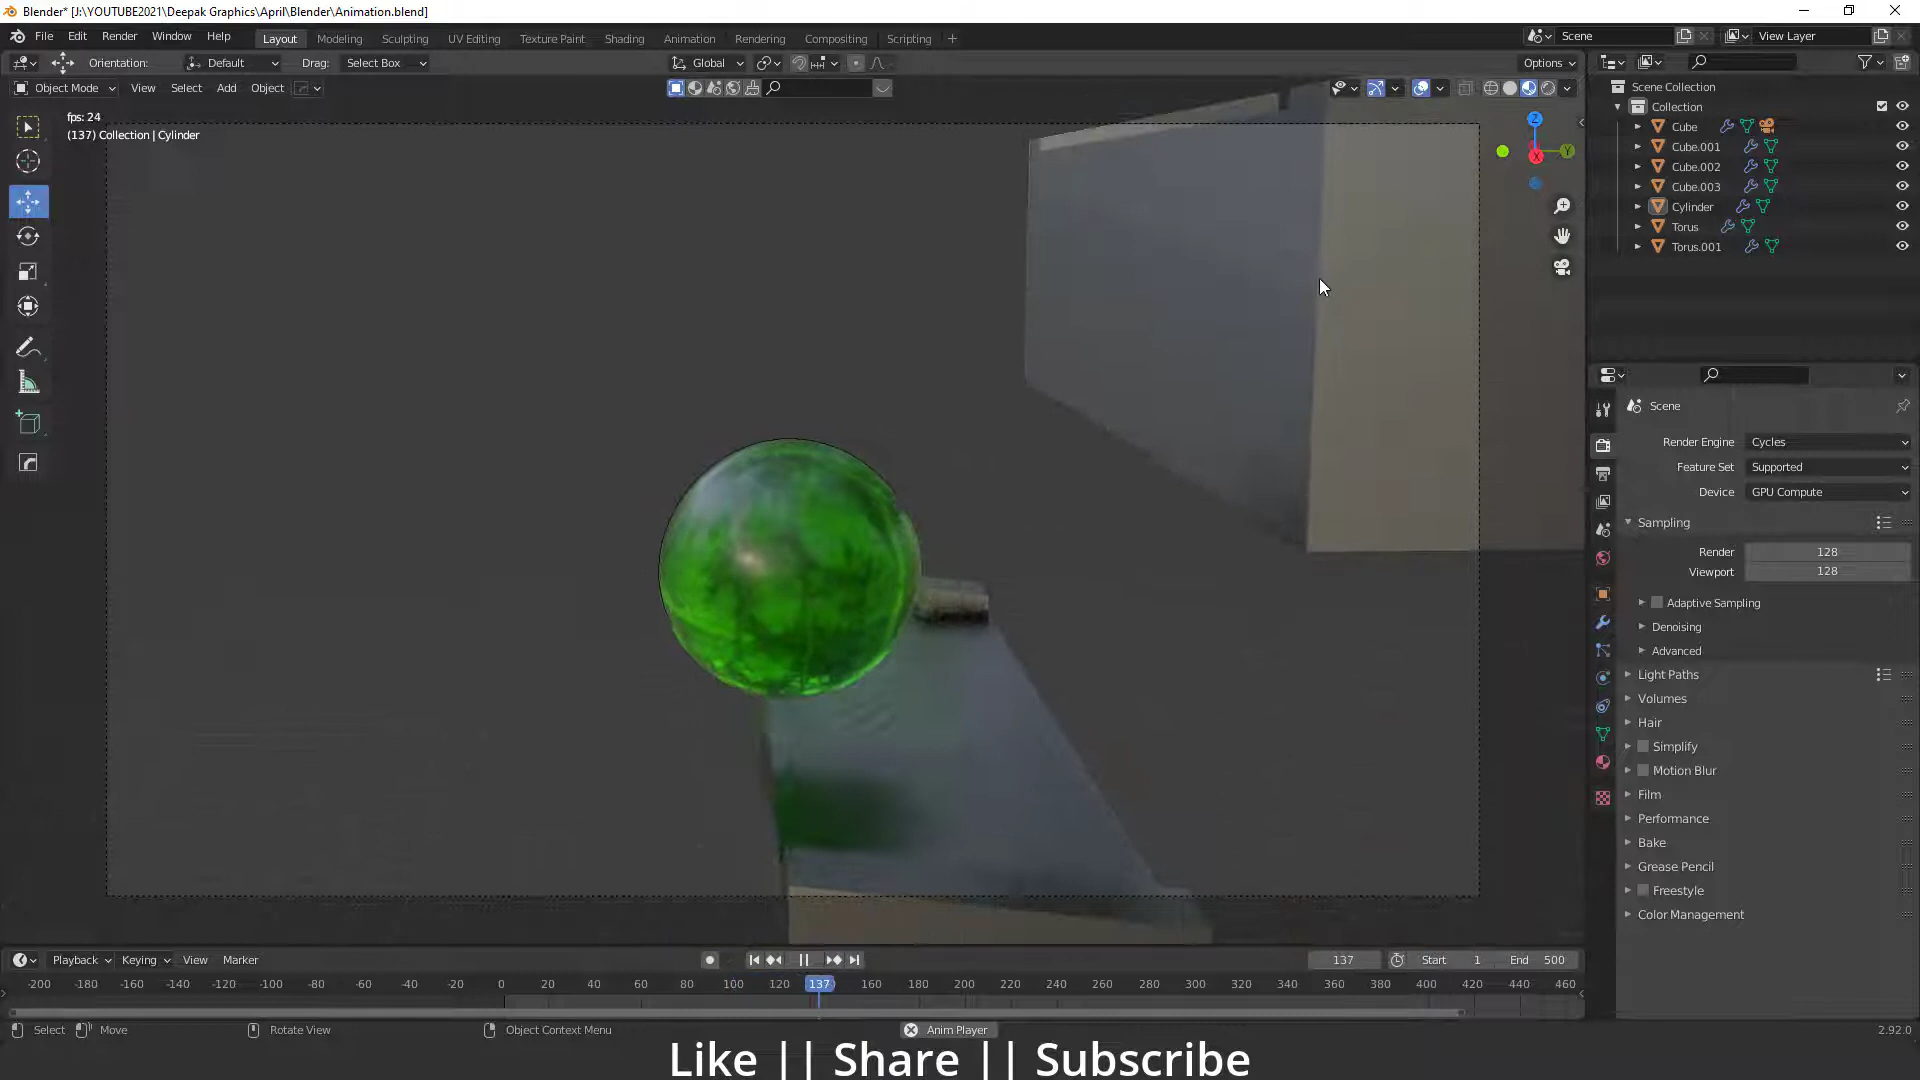 Blender* [J:\YOUTUBE2021\Deepak Graphics\April\Blender\Animation.blend]
File Edit Render Window Help Layout Modeling Sculpting UV Editing Texture Paint Shading Animation Rendering Compositing Scripting + Scene View Layer
Orientation: Default Drag: Select Box Global Options
Object Mode View Select Add Object
fps: 24
(137) Collection | Cylinder
Z
Y
X
Scene Collection
Collection
Cube
Cube.001
Cube.002
Cube.003
Cylinder
Torus
Torus.001
Scene
Render Engine Cycles
Feature Set Supported
Device GPU Compute
Sampling
Render 128
Viewport 128
Adaptive Sampling
Denoising
Advanced
Light Paths
Volumes
Hair
Simplify
Motion Blur
Film
Performance
Bake
Grease Pencil
Freestyle
Color Management
Playback Keying View Marker 137 Start 1 End 500
-200 -180 -160 -140 -120 -100 -80 -60 -40 -20 0 20 40 60 80 100 120 137 160 180 200 220 240 260 280 300 320 340 360 380 400 420 440 460
Select Move Rotate View Object Context Menu Anim Player 2.92.0
Like || Share || Subscribe